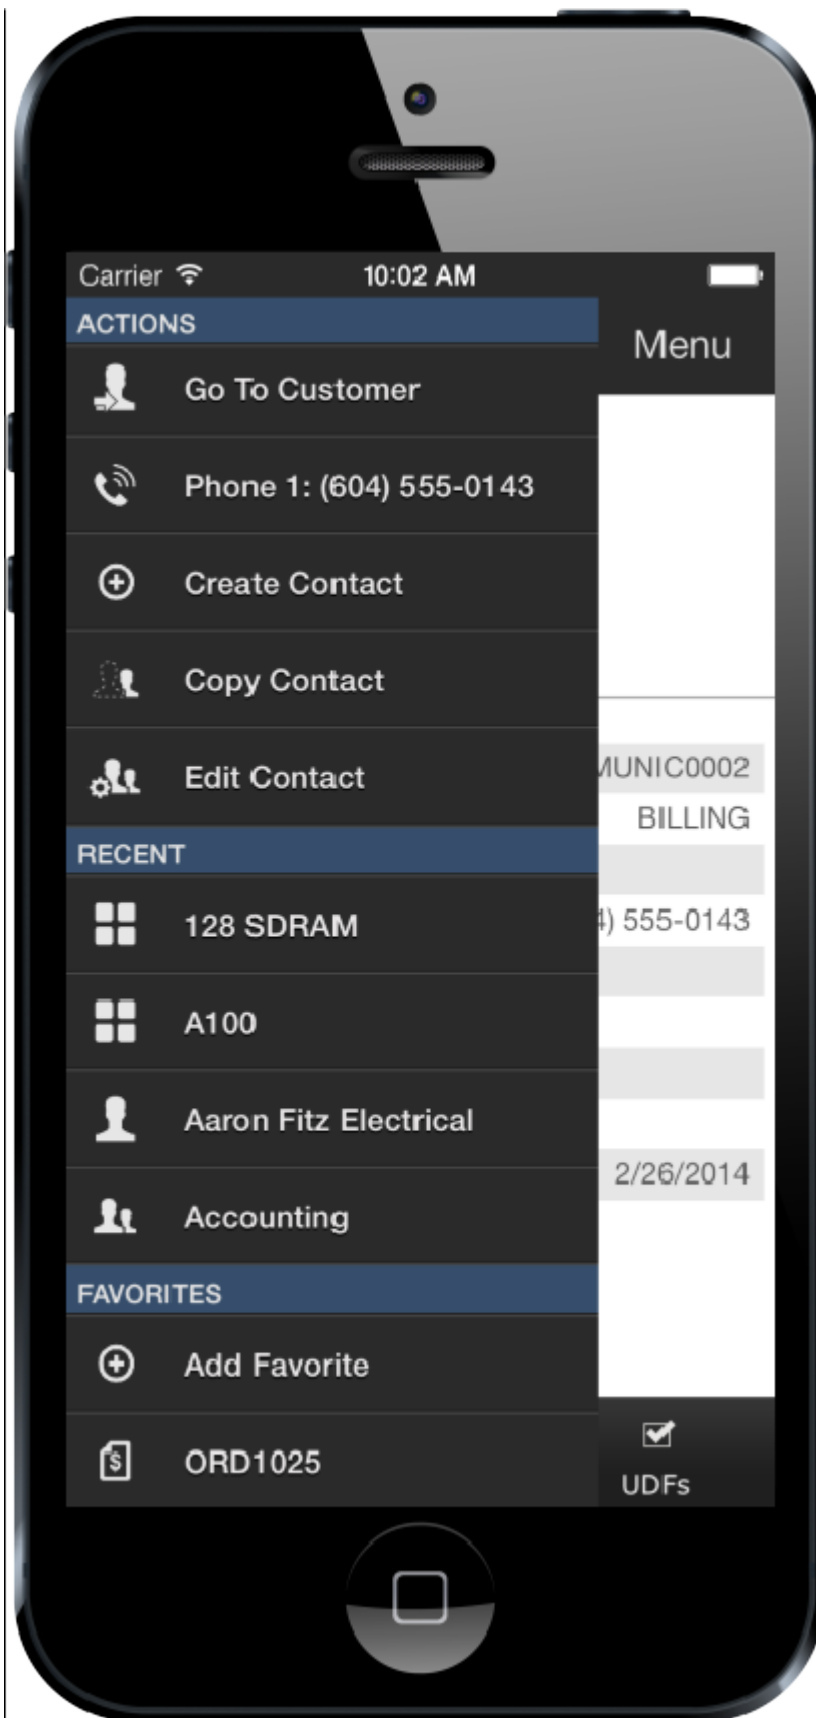 Carrier 10:02 AM
ACTIONS
Menu
Go To Customer
Phone 1: (604) 555-0143
Create Contact
Copy Contact
Edit Contact
MUNIC0002
BILLING
RECENT
128 SDRAM
4) 555-0143
A100
Aaron Fitz Electrical
2/26/2014
Accounting
FAVORITES
Add Favorite
ORD1025
UDFs